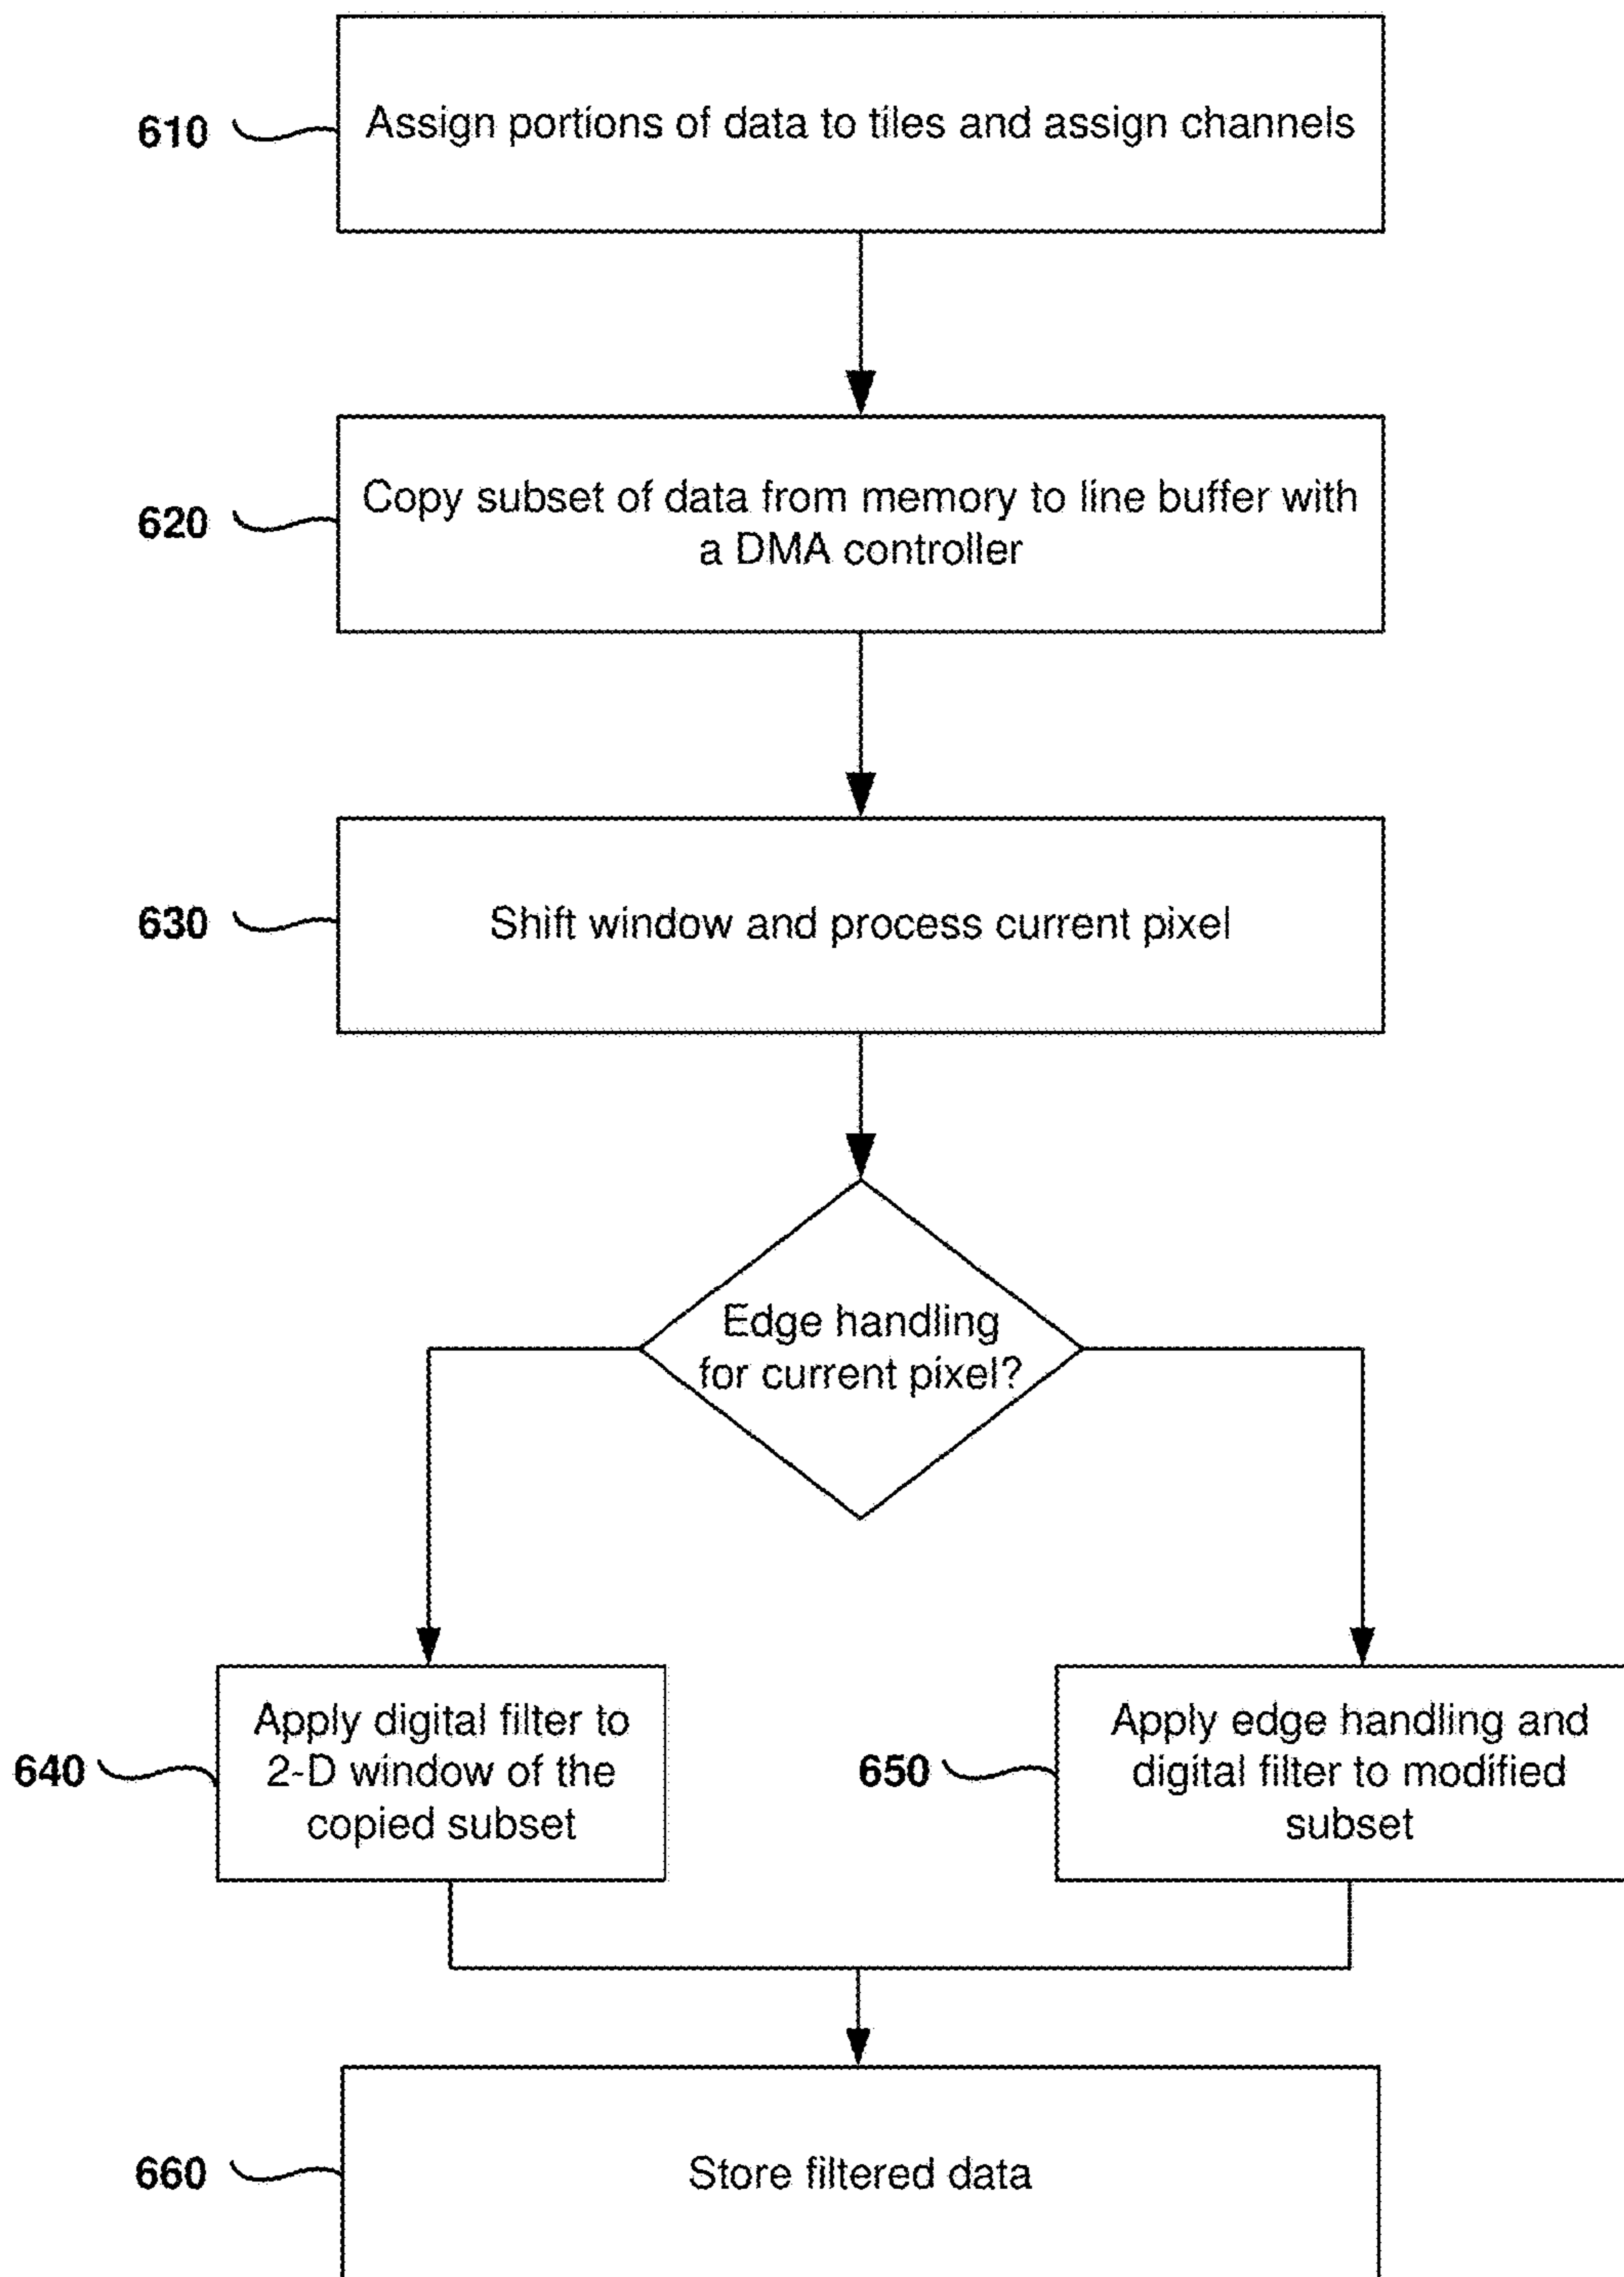 610
Assign portions of data to tiles and assign channels
620
Copy subset of data from memory to line buffer with
a DMA controller
630
Shift window and process current pixel
Edge handling
for current pixel?
640
Apply digital filter to
2-D window of the
copied subset
650
Apply edge handling and
digital filter to modified
subset
660
Store filtered data